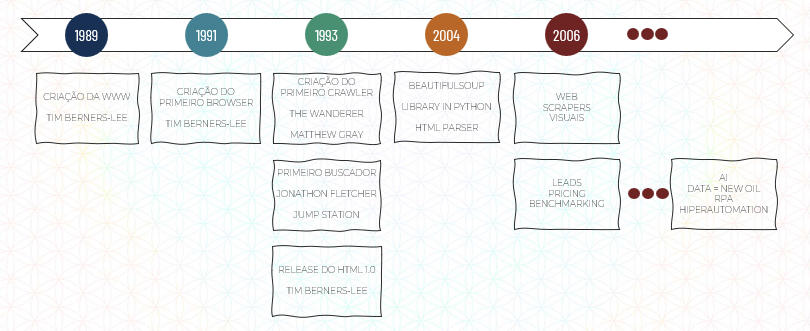 1989
1991
1993
2004
2006
CRIAÇÃO DA WWW
TIM BERNERS-LEE
CRIAÇÃO DO
PRIMEIRO BROWSER
TIM BERNERS-LEE
CRIAÇÃO DO
PRIMEIRO CRAWLER
THE WANDERER
MATTHEW GRAY
BEAUTIFULSOUP
LIBRARY IN PYTHON
HTML PARSER
WEB
SCRAPERS
VISUAIS
PRIMEIRO BUSCADOR
JONATHON FLETCHER
JUMP STATION
LEADS
PRICING
BENCHMARKING
AI
DATA = NEW OIL
RPA
HIPERAUTOMATION
RELEASE DO HTML 1.0
TIM BERNERS-LEE